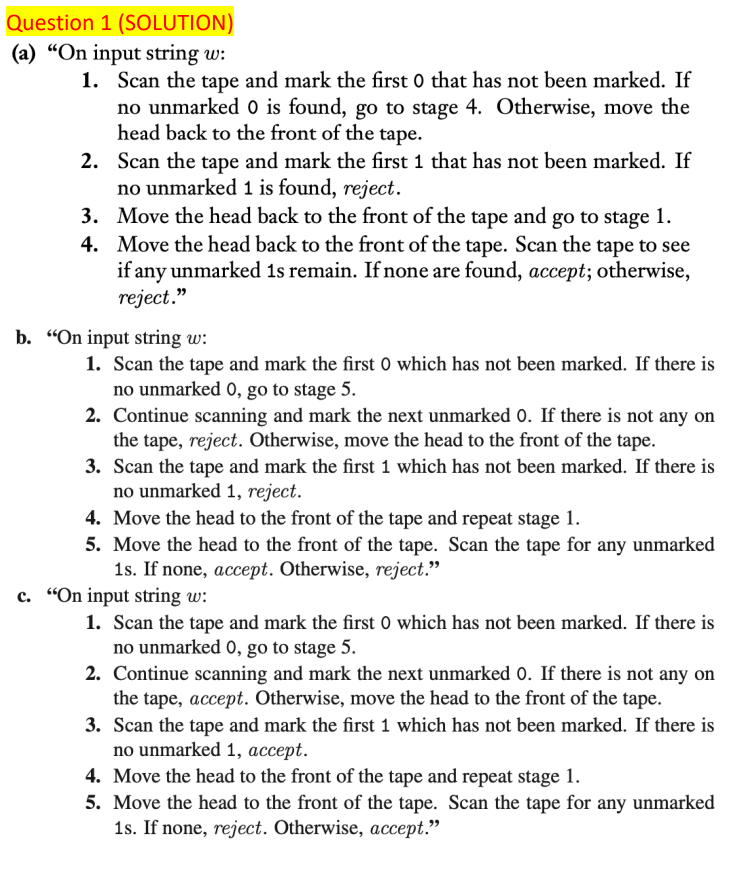 Question 1 (SOLUTION)
(a) “On input string w:
1. Scan the tape and mark the first 0 that has not been marked. If
no unmarked 0 is found, go to stage 4. Otherwise, move the
head back to the front of the tape.
2. Scan the tape and mark the first 1 that has not been marked. If
no unmarked 1 is found, reject.
3. Move the head back to the front of the tape and go to stage 1.
4. Move the head back to the front of the tape. Scan the tape to see
if any unmarked 1s remain. If none are found, accept; otherwise,
reject.”
b. “On input string w:
1. Scan the tape and mark the first 0 which has not been marked. If there is
no unmarked 0, go to stage 5.
2. Continue scanning and mark the next unmarked 0. If there is not any on
the tape, reject. Otherwise, move the head to the front of the tape.
3. Scan the tape and mark the first 1 which has not been marked. If there is
no unmarked 1, reject.
4. Move the head to the front of the tape and repeat stage 1.
5. Move the head to the front of the tape. Scan the tape for any unmarked
1s. If none, accept. Otherwise, reject.”
c. “On input string w:
1. Scan the tape and mark the first 0 which has not been marked. If there is
no unmarked 0, go to stage 5.
2. Continue scanning and mark the next unmarked 0. If there is not any on
the tape, accept. Otherwise, move the head to the front of the tape.
3. Scan the tape and mark the first 1 which has not been marked. If there is
no unmarked 1, accept.
4. Move the head to the front of the tape and repeat stage 1.
5. Move the head to the front of the tape. Scan the tape for any unmarked
1s. If none, reject. Otherwise, accept.”